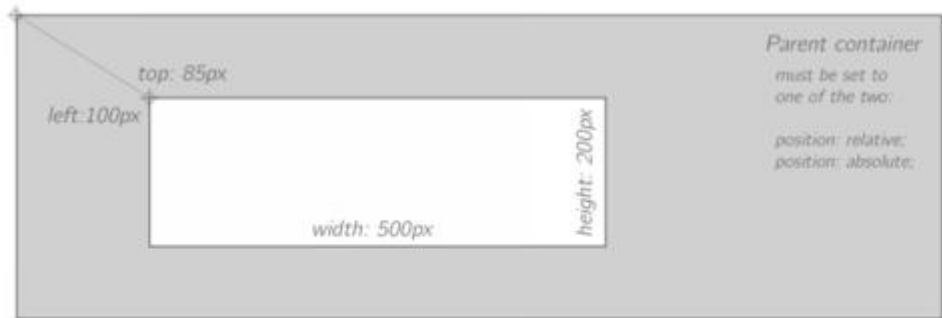 Parent container
must be set to
one of the two:
position: relative;
position: absolute;
top: 85px
left:100px
height: 200px
width: 500px